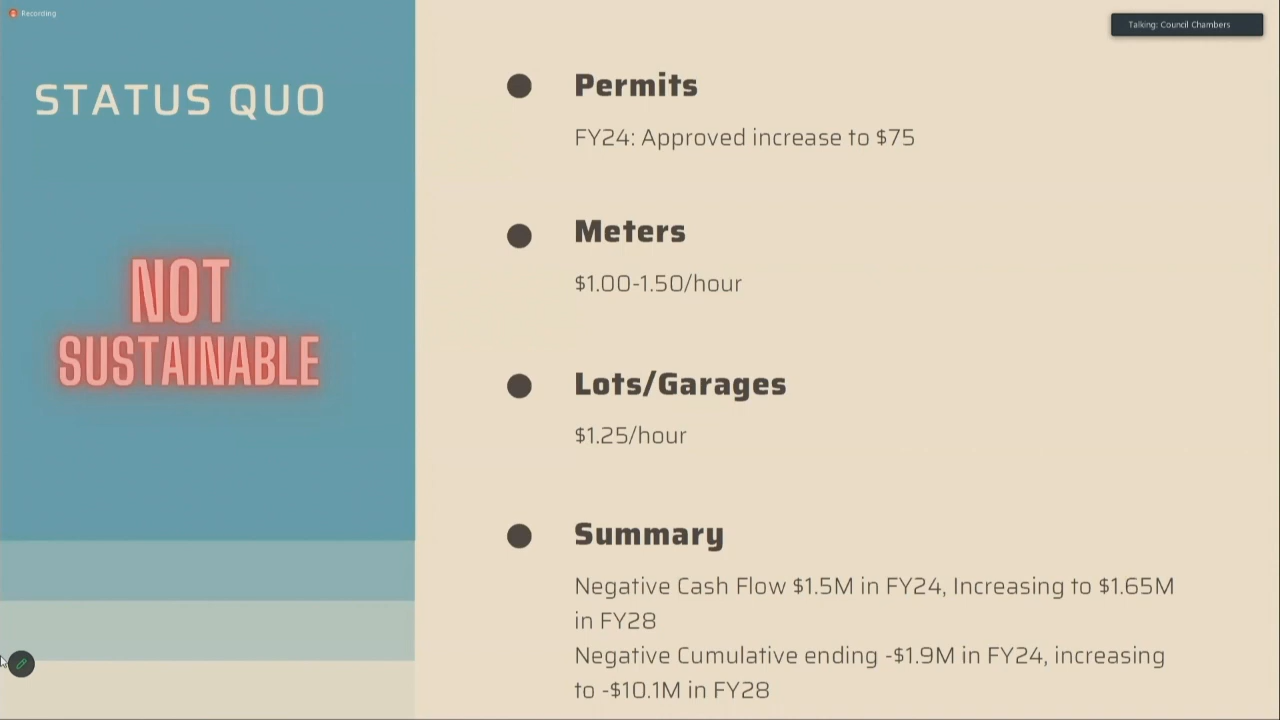 Recording
Talking: Council Chambers
STATUS QUO
NOT
SUSTAINABLE
Permits
FY24: Approved increase to $75
Meters
$1.00-1.50/hour
Lots/Garages
$1.25/hour
Summary
Negative Cash Flow $1.5M in FY24, Increasing to $1.65M
in FY28
Negative Cumulative ending -$1.9M in FY24, increasing
to -$10.1M in FY28